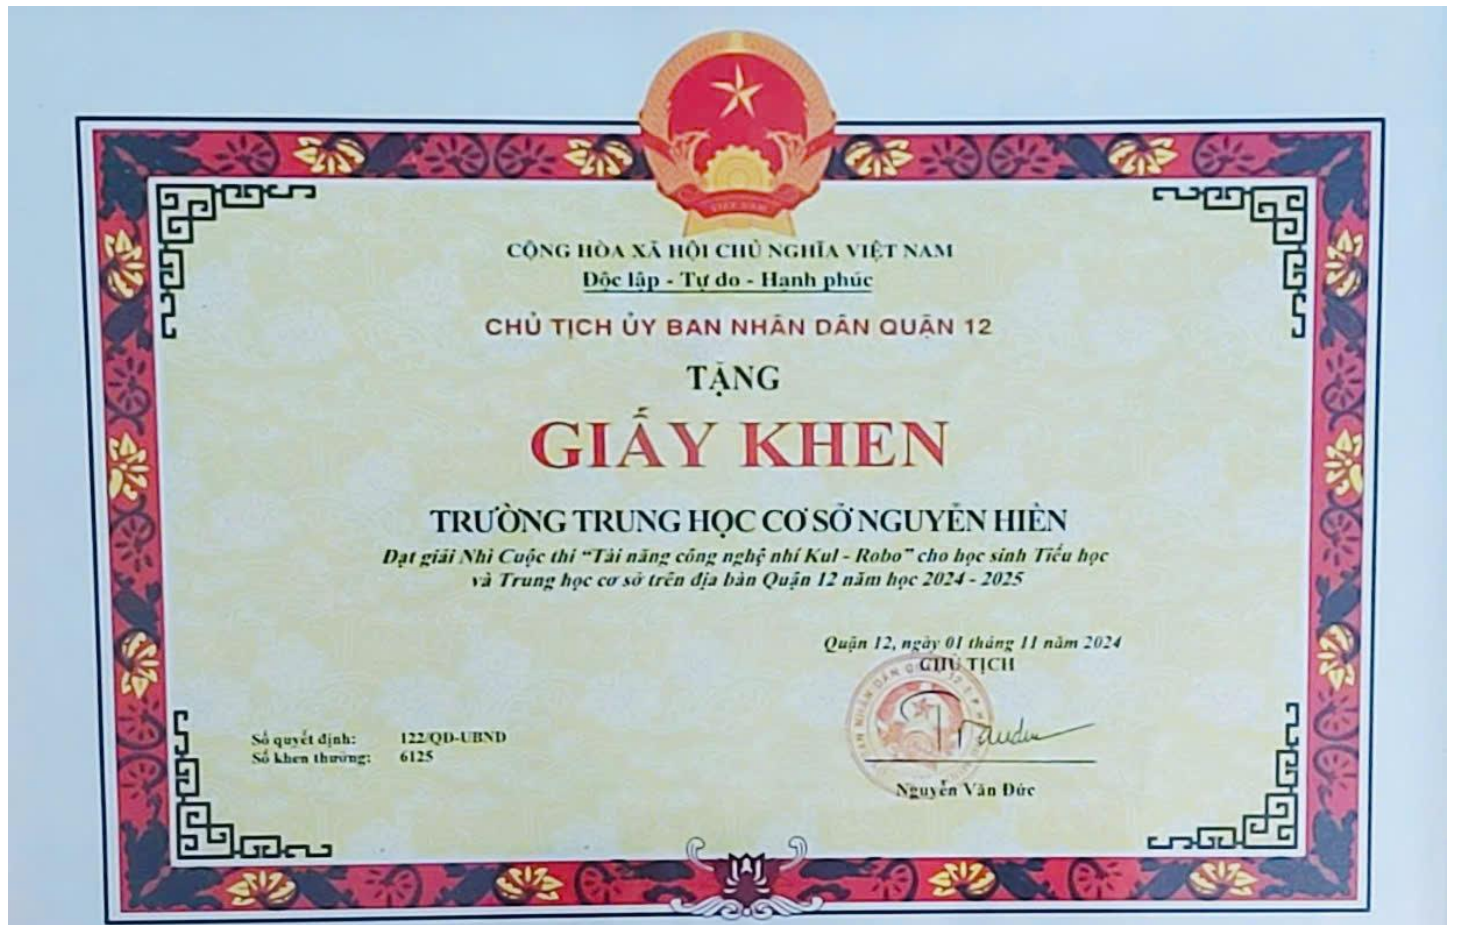 VIỆT NAM
CỘNG HÒA XÃ HỘI CHỦ NGHĨA VIỆT NAM
Độc lập - Tự do - Hạnh phúc
CHỦ TỊCH ỦY BAN NHÂN DÂN QUẬN 12
TẶNG
GIẤY KHEN
TRƯỜNG TRUNG HỌC CƠ SỞ NGUYỄN HIỀN
Đạt giải Nhì Cuộc thi “Tài năng công nghệ nhí Kul - Robo” cho học sinh Tiểu học
và Trung học cơ sở trên địa bàn Quận 12 năm học 2024 - 2025
Quận 12, ngày 01 tháng 11 năm 2024
CHỦ TỊCH
Số quyết định: 122/QĐ-UBND
Số khen thưởng: 6125
Nguyễn Văn Đức